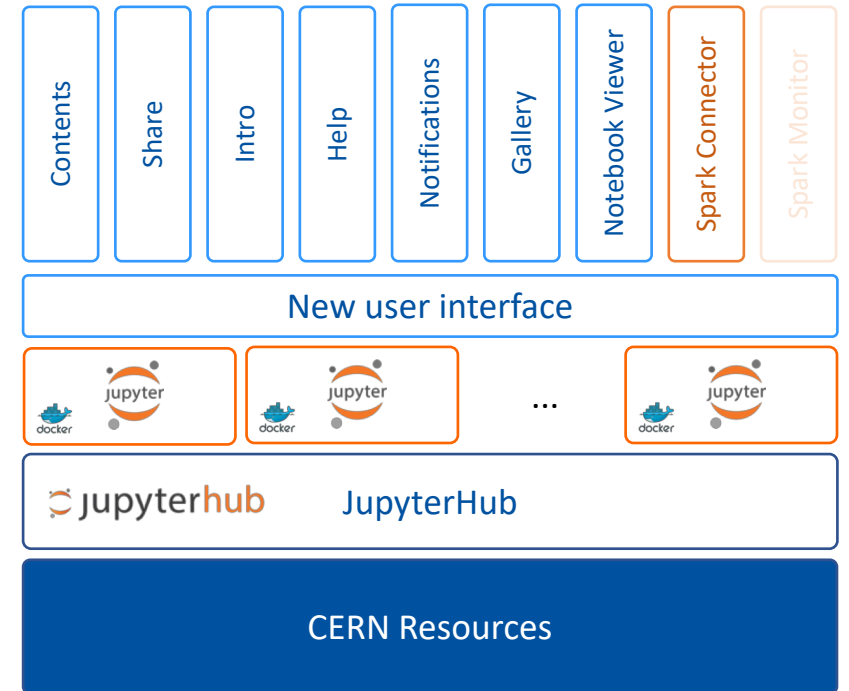 Contents
Share
Intro
Help
Notifications
Gallery
Notebook Viewer
Spark Connector
Spark Monitor
New user interface
jupyter
docker
jupyter
docker
...
jupyter
docker
jupyterhub
JupyterHub
CERN Resources